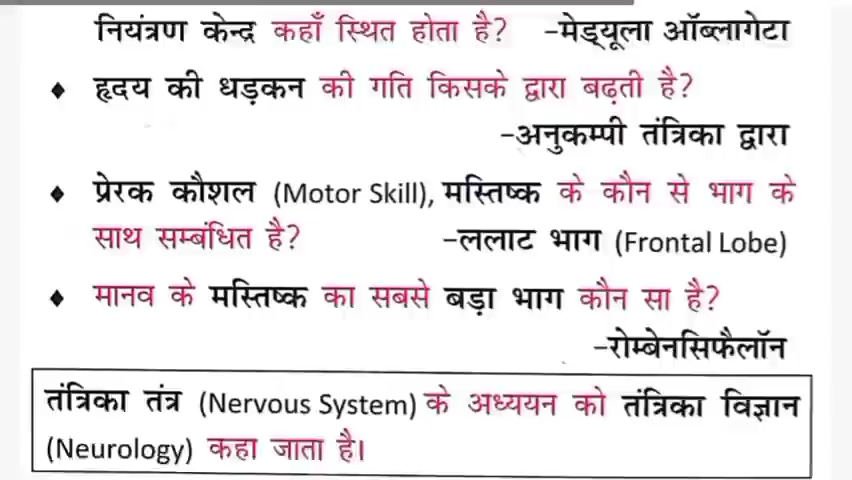 नियंत्रण केन्द्र कहाँ स्थित होता है? -मेड्यूला ऑब्लागेटा
♦ हृदय की धड़कन की गति किसके द्वारा बढ़ती है?
-अनुकम्पी तंत्रिका द्वारा
♦ प्रेरक कौशल (Motor Skill), मस्तिष्क के कौन से भाग के
साथ सम्बंधित है? -ललाट भाग (Frontal Lobe)
♦ मानव के मस्तिष्क का सबसे बड़ा भाग कौन सा है?
-रोम्बेनसिफैलॉन
तंत्रिका तंत्र (Nervous System) के अध्ययन को तंत्रिका विज्ञान
(Neurology) कहा जाता है।